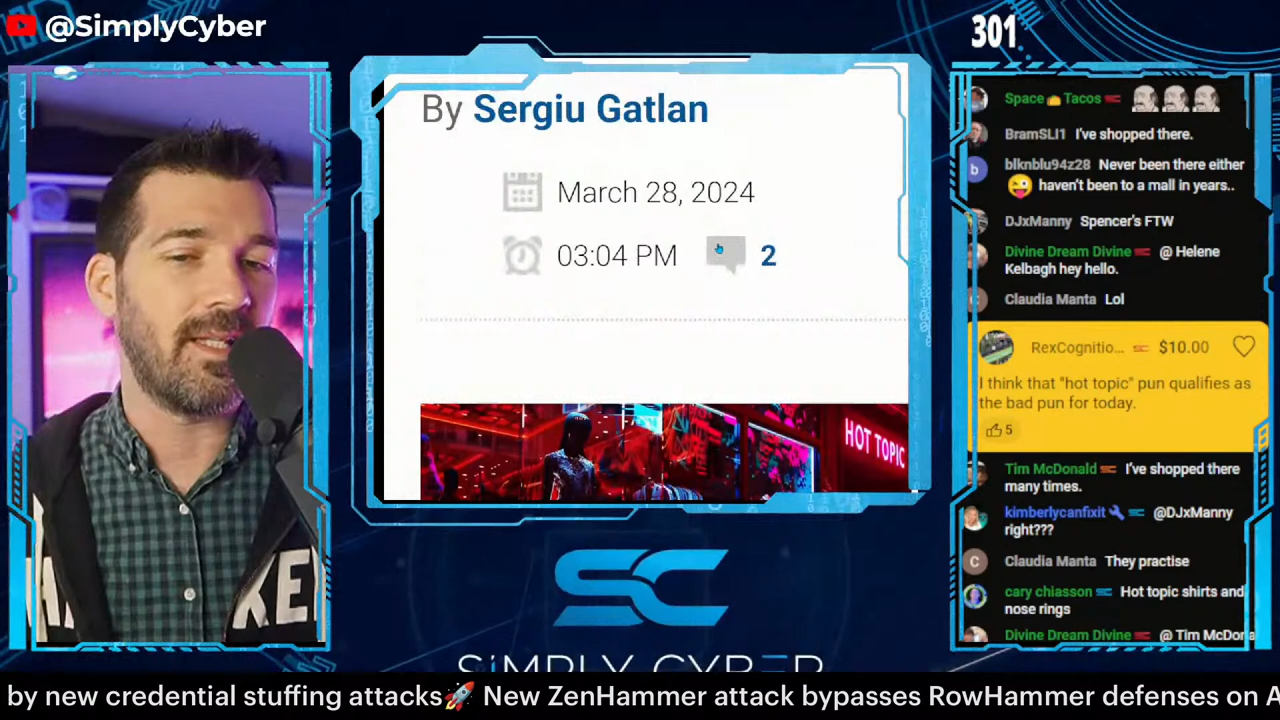 @SimplyCyber
301
By Sergiu Gatlan
March 28, 2024
03:04 PM 2
HOT TOPIC
Space Tacos
BramSLI1 I've shopped there.
b
blknblu94z28 Never been there either
haven't been to a mall in years..
DJxManny Spencer's FTW
Divine Dream Divine @ Helene
Kelbagh hey hello.
Claudia Manta Lol
RexCognitio... $10.00
I think that "hot topic" pun qualifies as
the bad pun for today.
5
Tim McDonald I've shopped there
many times.
kimberlycanfixit @DJxManny
right???
C
Claudia Manta They practise
cary chiasson Hot topic shirts and
nose rings
Divine Dream Divine @ Tim McDona
SC
SIMPLY CYBER
by new credential stuffing attacks🚀 New ZenHammer attack bypasses RowHammer defenses on A